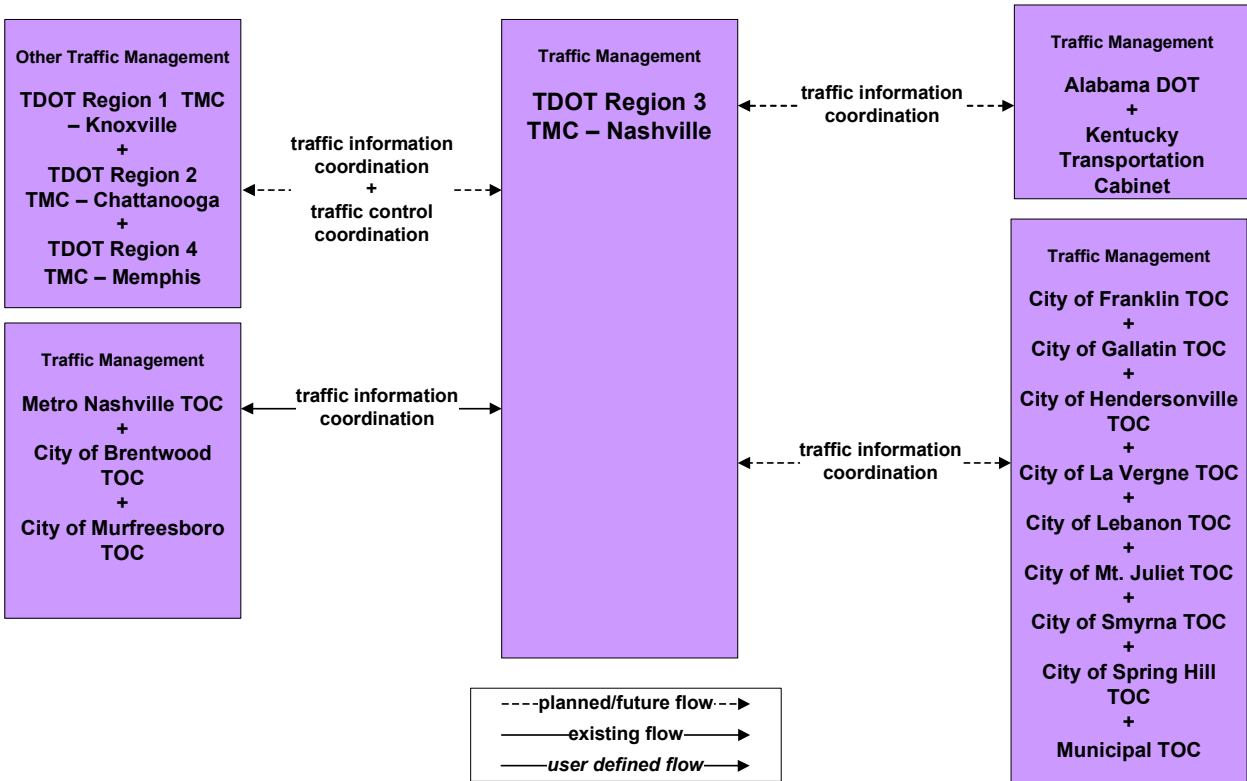 Other Traffic Management
TDOT Region 1 TMC
– Knoxville
+
TDOT Region 2
TMC – Chattanooga
+
TDOT Region 4
TMC – Memphis
traffic information
coordination
+
traffic control
coordination
Traffic Management
TDOT Region 3
TMC – Nashville
traffic information
coordination
Traffic Management
Alabama DOT
+
Kentucky
Transportation
Cabinet
Traffic Management
Metro Nashville TOC
+
City of Brentwood
TOC
+
City of Murfreesboro
TOC
traffic information
coordination
traffic information
coordination
Traffic Management
City of Franklin TOC
+
City of Gallatin TOC
+
City of Hendersonville
TOC
+
City of La Vergne TOC
+
City of Lebanon TOC
+
City of Mt. Juliet TOC
+
City of Smyrna TOC
+
City of Spring Hill
TOC
+
Municipal TOC
planned/future flow
existing flow
user defined flow